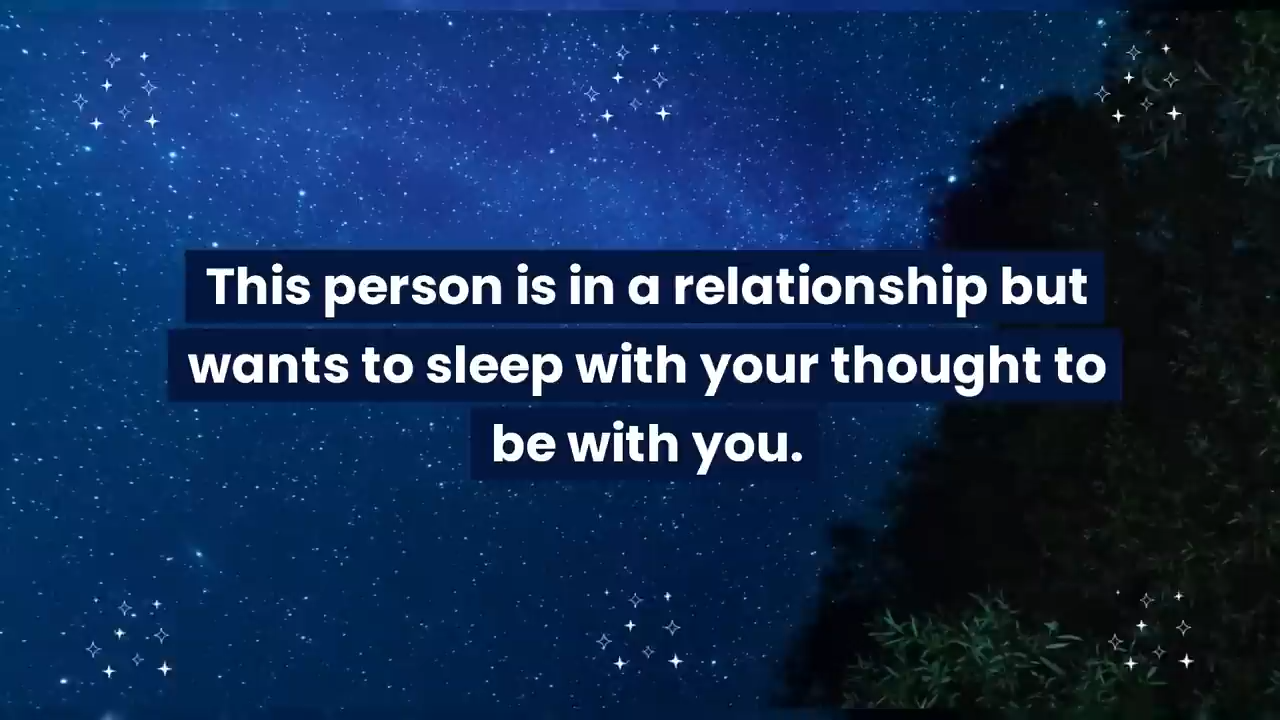 This person is in a relationship but
wants to sleep with your thought to
be with you.